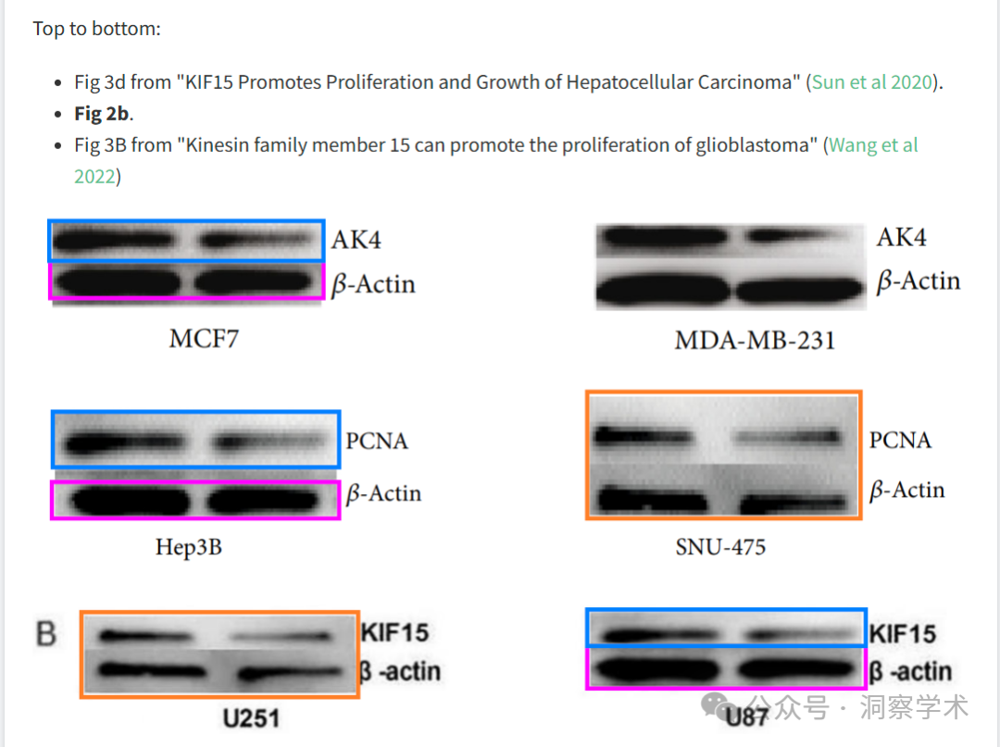 Top to bottom:
• Fig 3d from "KIF15 Promotes Proliferation and Growth of Hepatocellular Carcinoma" (Sun et al 2020).
• Fig 2b.
• Fig 3B from "Kinesin family member 15 can promote the proliferation of glioblastoma" (Wang et al
2022)
AK4
β-Actin
MCF7
AK4
β-Actin
MDA-MB-231
PCNA
β-Actin
Hep3B
PCNA
β-Actin
SNU-475
B
KIF15
β -actin
U251
KIF15
β -actin
U87
公众号 · 洞察学术